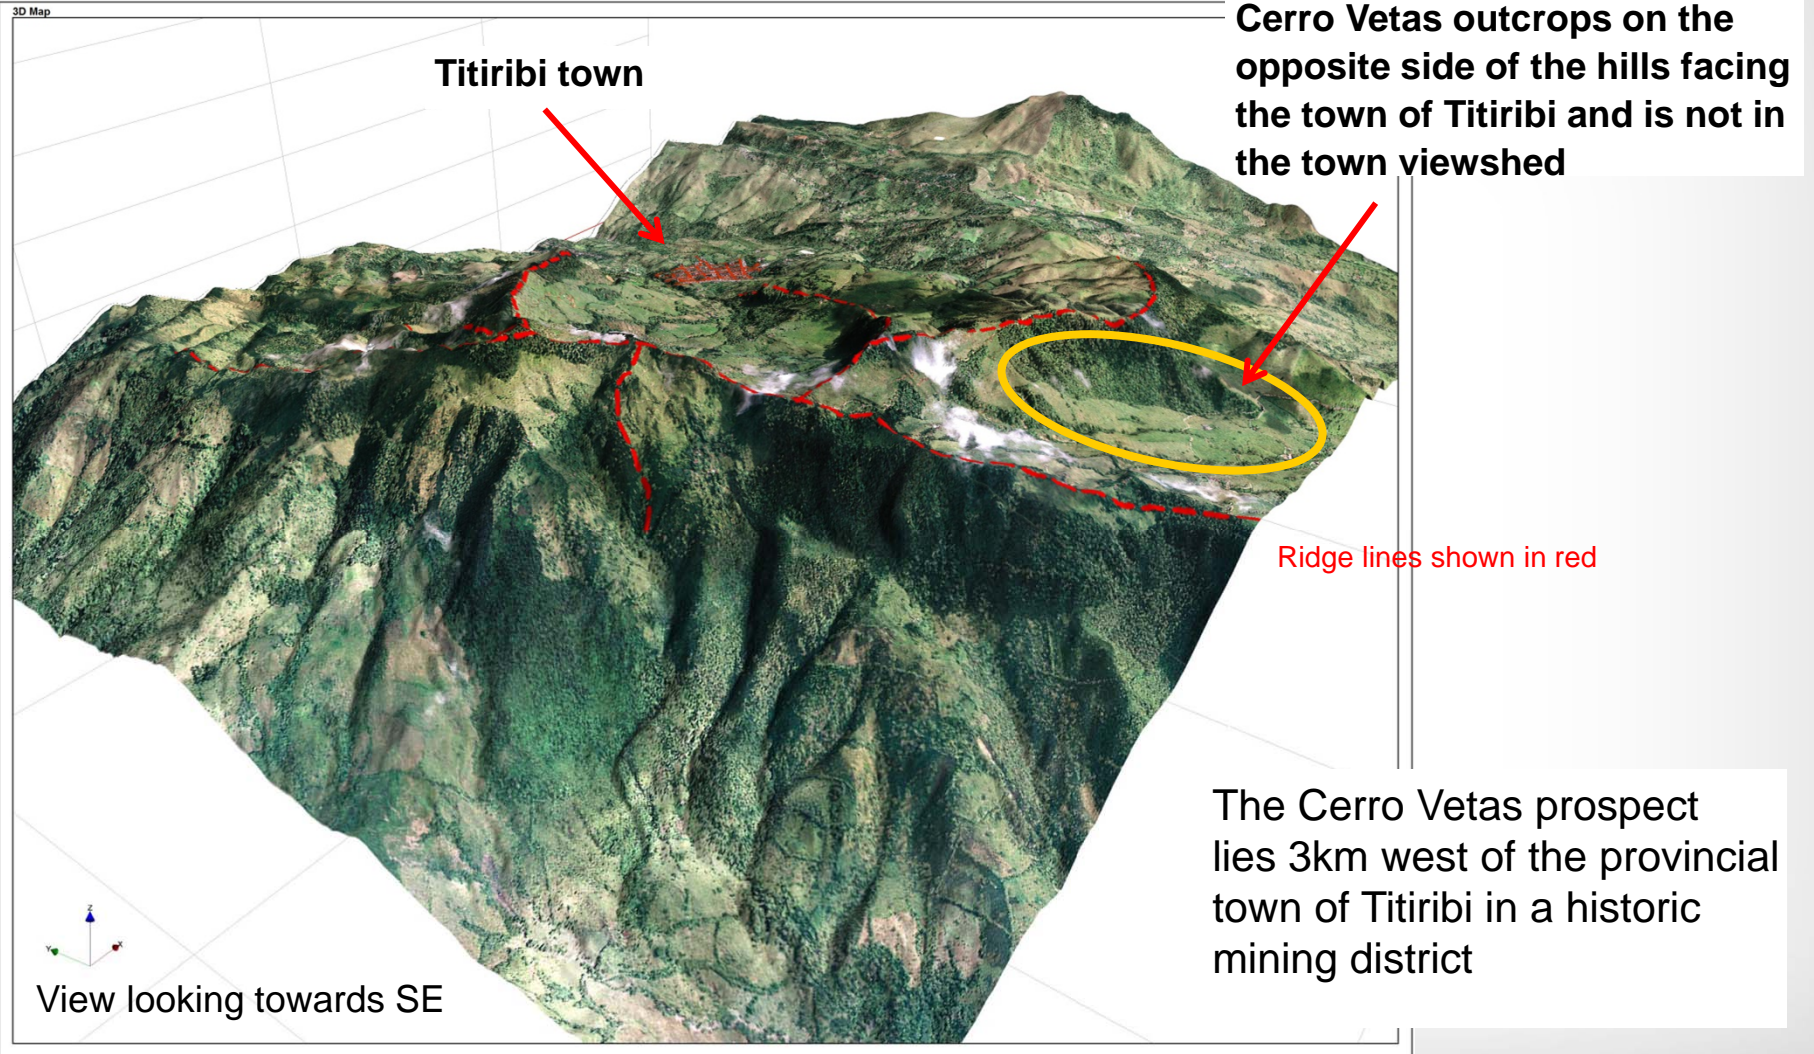 3D Map
Titiribi town
Cerro Vetas outcrops on the
opposite side of the hills facing
the town of Titiribi and is not in
the town viewshed
Ridge lines shown in red
The Cerro Vetas prospect
lies 3km west of the provincial
town of Titiribi in a historic
mining district
Z
Y
X
View looking towards SE